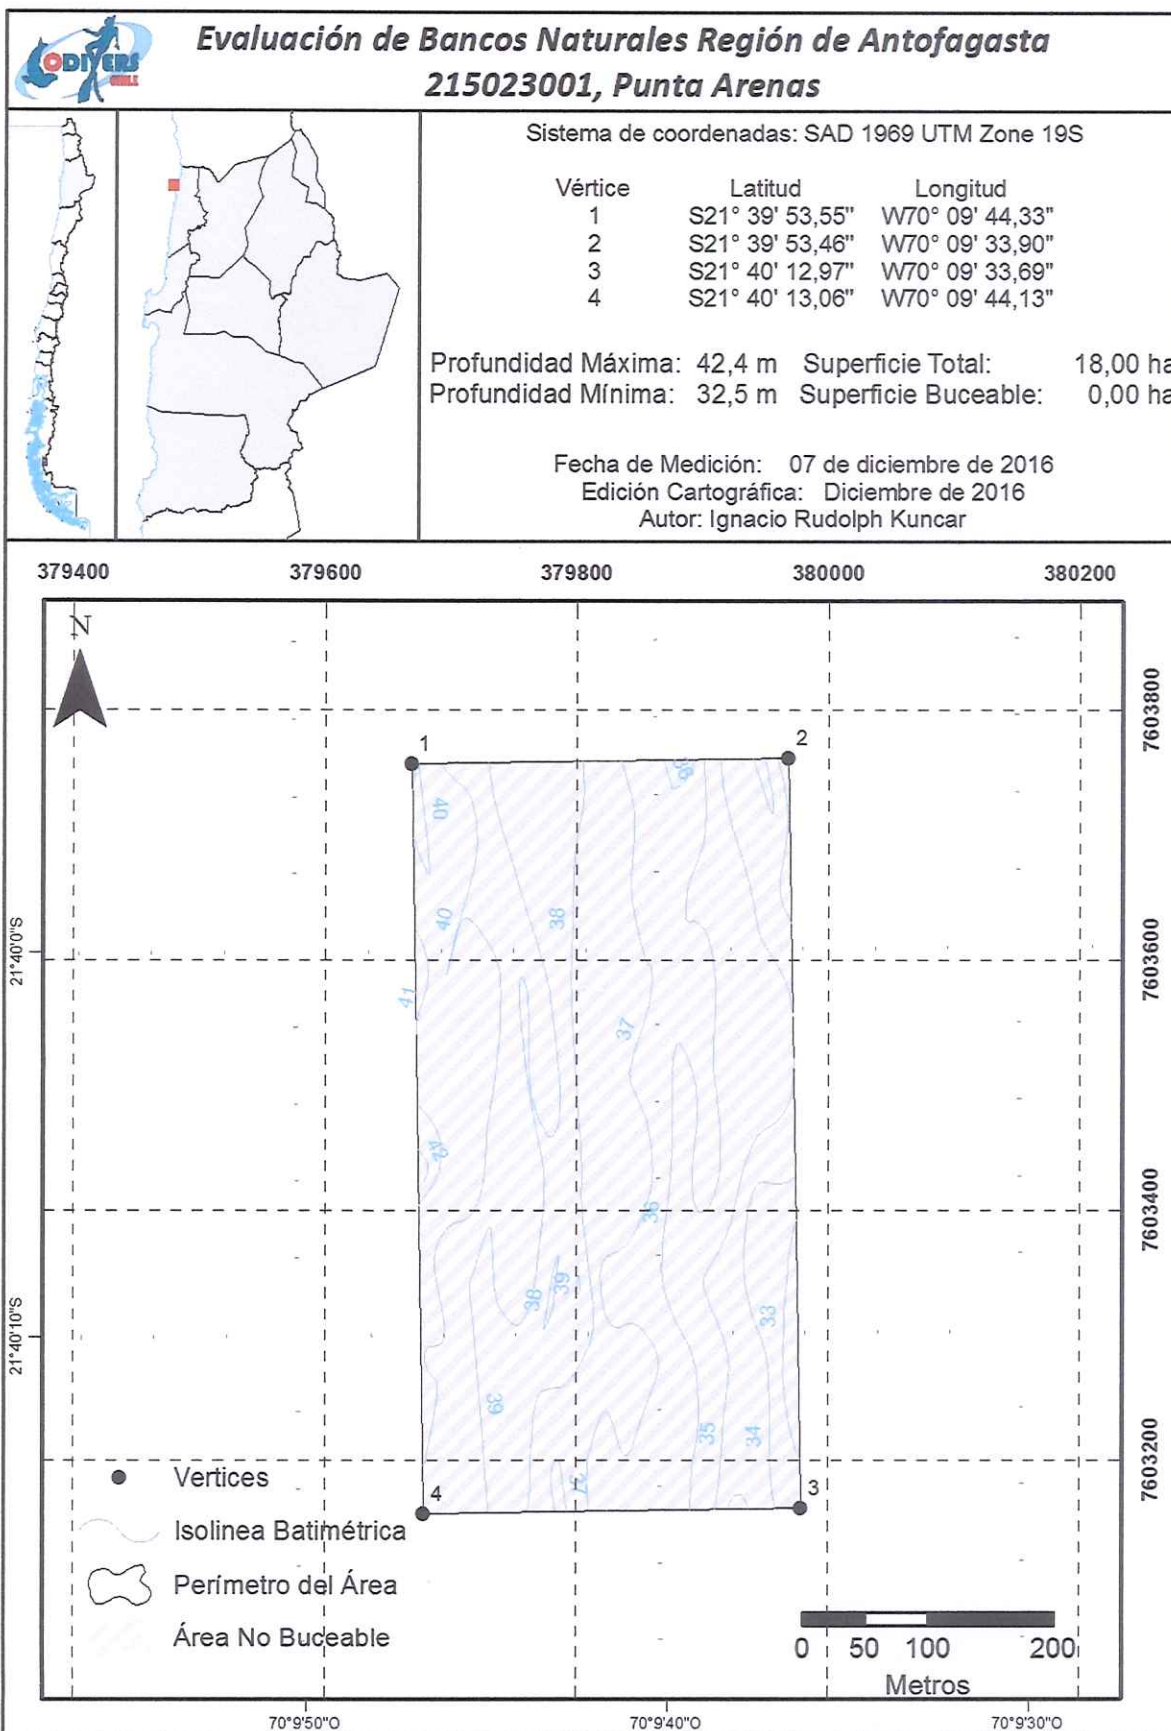 ODIVERS
CHILE
Evaluación de Bancos Naturales Región de Antofagasta
215023001, Punta Arenas
Sistema de coordenadas: SAD 1969 UTM Zone 19S
Vértice Latitud Longitud
1 S21° 39' 53,55" W70° 09' 44,33"
2 S21° 39' 53,46" W70° 09' 33,90"
3 S21° 40' 12,97" W70° 09' 33,69"
4 S21° 40' 13,06" W70° 09' 44,13"
Profundidad Máxima: 42,4 m Superficie Total: 18,00 ha
Profundidad Mínima: 32,5 m Superficie Buceable: 0,00 ha
Fecha de Medición: 07 de diciembre de 2016
Edición Cartográfica: Diciembre de 2016
Autor: Ignacio Rudolph Kuncar
379400 379600 379800 380000 380200
N
7603800
1
2
36
40
40
38
21°40'0"S
7603600
41
37
42
36
7603400
38
39
33
21°40'10"S
39
35
34
7603200
37
4
3
Vertices
Isolinea Batimétrica
Perímetro del Área
Área No Buceable
0 50 100 200
Metros
70°9'50"O 70°9'40"O 70°9'30"O